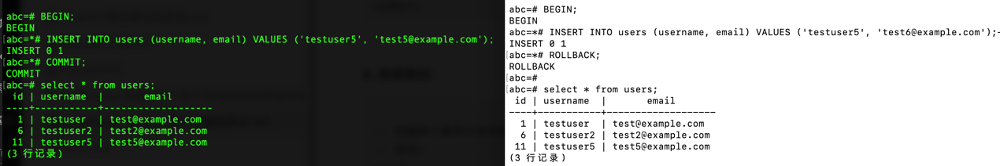 abc=# BEGIN;
BEGIN
abc=*# INSERT INTO users (username, email) VALUES ('testuser5', 'test5@example.com');
INSERT 0 1
abc=*# COMMIT;
COMMIT
abc=# select * from users;
 id | username  |       email
----+-----------+-------------------
  1 | testuser  | test@example.com
  6 | testuser2 | test2@example.com
 11 | testuser5 | test5@example.com
(3 行记录)
abc=# BEGIN;
BEGIN
abc=*# INSERT INTO users (username, email) VALUES ('testuser5', 'test6@example.com');-
INSERT 0 1
abc=*# ROLLBACK;
ROLLBACK
abc=#
abc=# select * from users;
 id | username  |       email
----+-----------+-------------------
  1 | testuser  | test@example.com
  6 | testuser2 | test2@example.com
 11 | testuser5 | test5@example.com
(3 行记录)